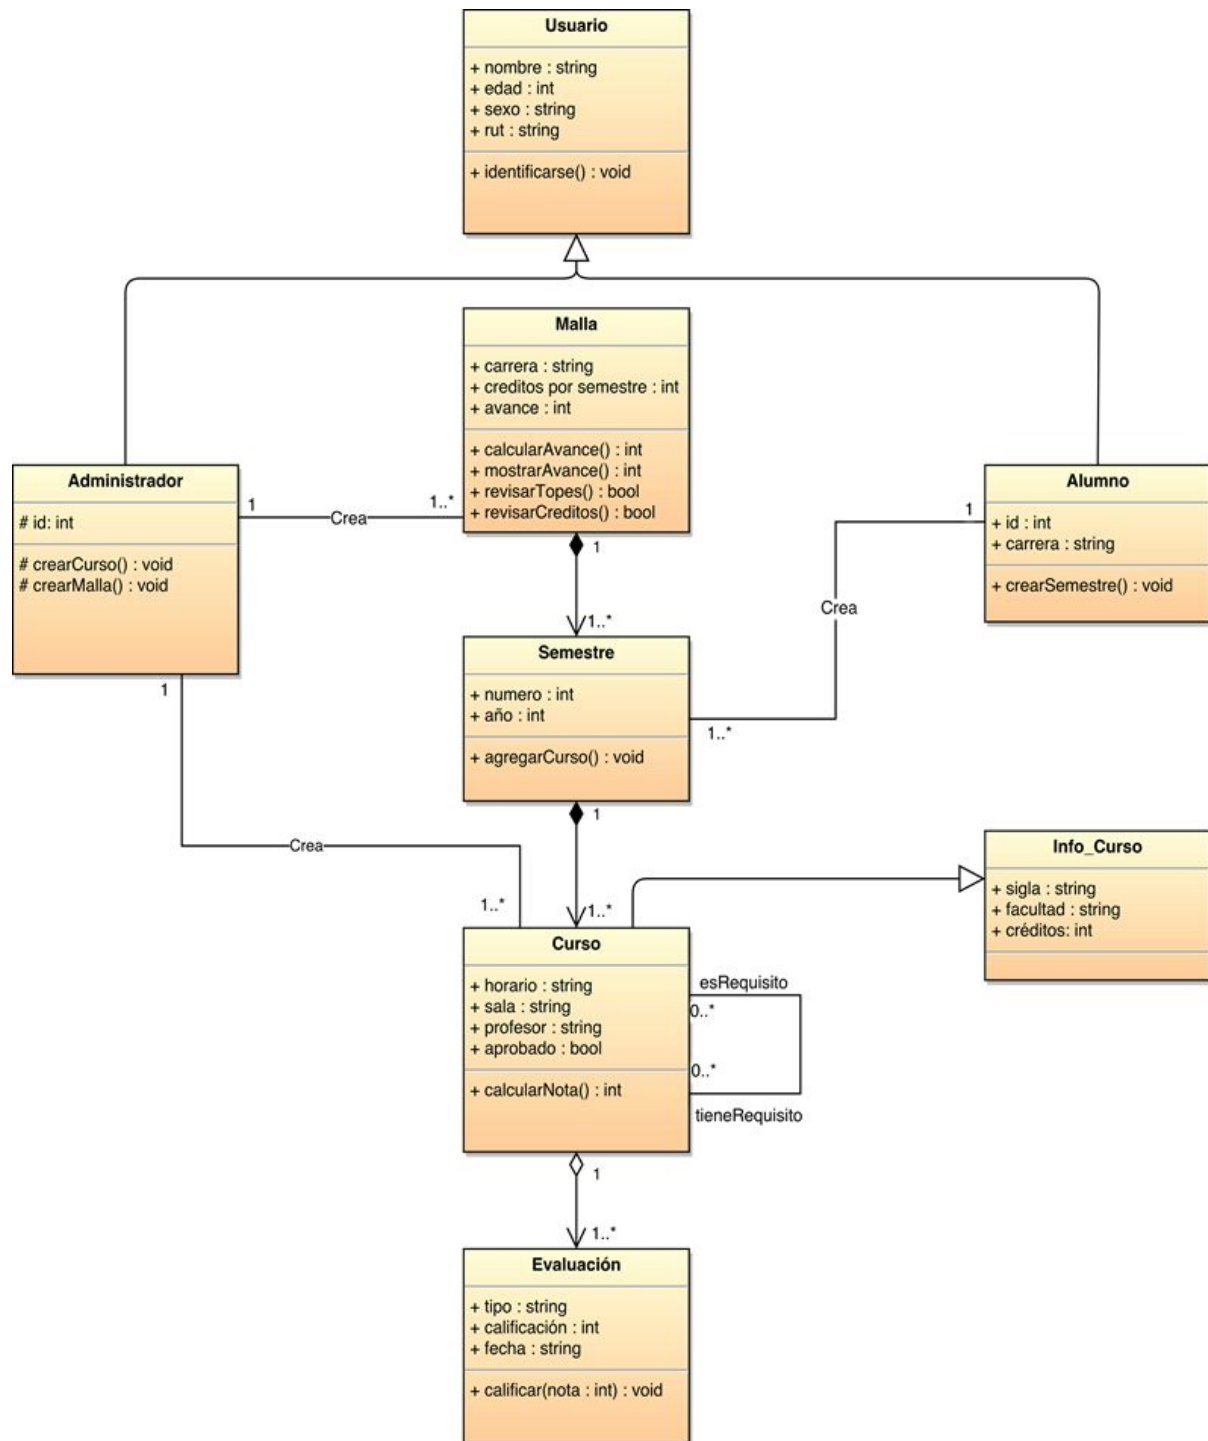 Usuario
+ nombre : string
+ edad : int
+ sexo : string
+ rut : string
+ identificarse() : void
Malla
+ carrera : string
+ creditos por semestre : int
+ avance : int
+ calcularAvance() : int
+ mostrarAvance() : int
+ revisarTopes() : bool
+ revisarCreditos() : bool
Administrador
# id: int
# crearCurso() : void
# crearMalla() : void
1
Crea
1..*
Alumno
+ id : int
+ carrera : string
+ crearSemestre() : void
1
Crea
1..*
1
1..*
Semestre
+ numero : int
+ año : int
+ agregarCurso() : void
1
Crea
1..*
1
1..*
Info_Curso
+ sigla : string
+ facultad : string
+ créditos: int
Curso
+ horario : string
+ sala : string
+ profesor : string
+ aprobado : bool
+ calcularNota() : int
esRequisito
0..*
0..*
tieneRequisito
1
1..*
Evaluación
+ tipo : string
+ calificación : int
+ fecha : string
+ calificar(nota : int) : void